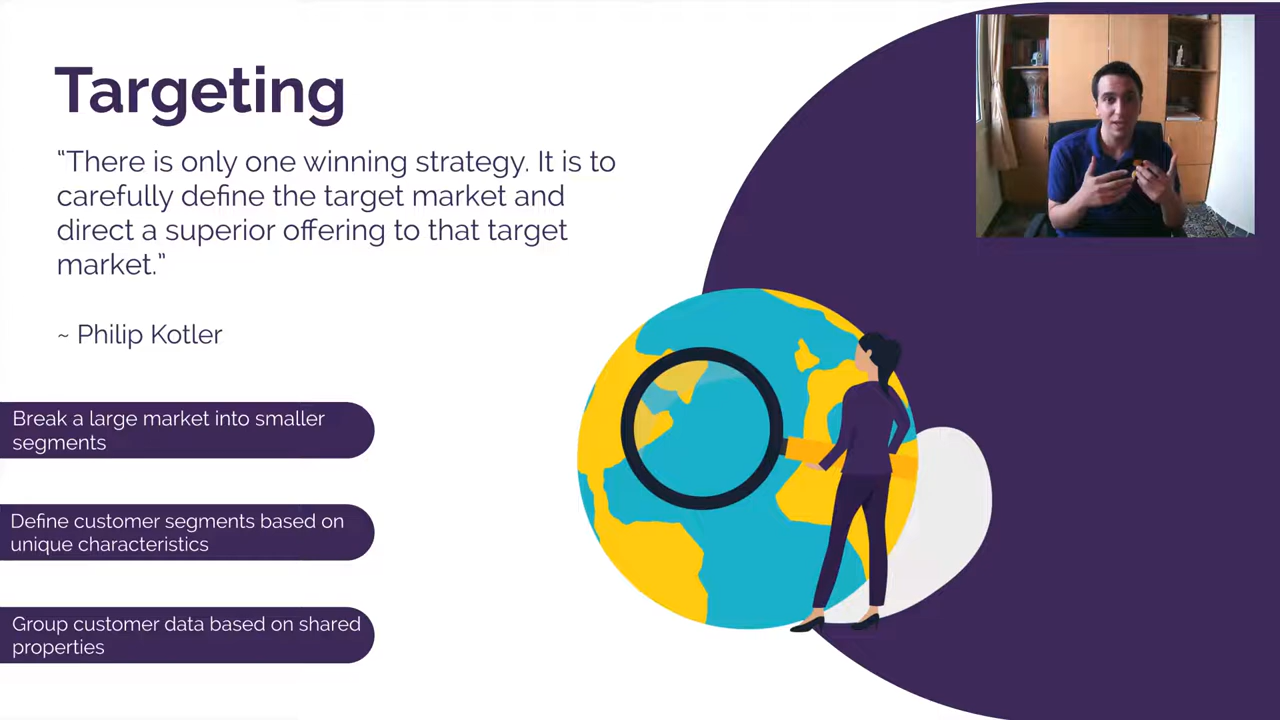 Targeting
“There is only one winning strategy. It is to
carefully define the target market and
direct a superior offering to that target
market.”
~ Philip Kotler
Break a large market into smaller
segments
Define customer segments based on
unique characteristics
Group customer data based on shared
properties